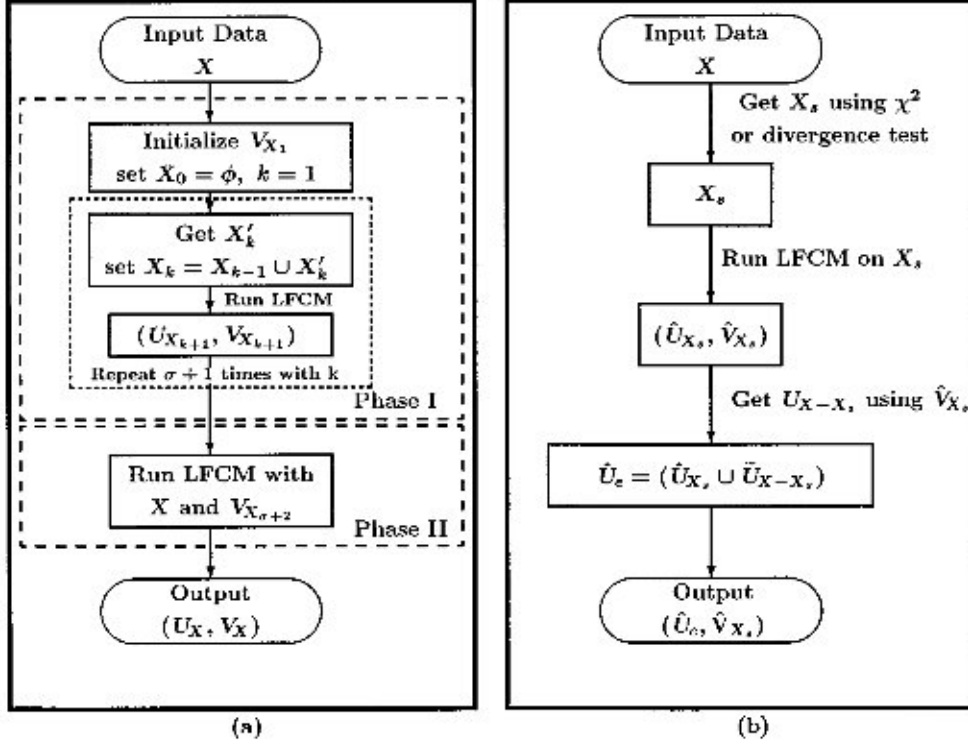 Input Data
X
Initialize V_{X_1}
set X_0 = ϕ, k = 1
Get X′_k
set X_k = X_{k−1} ∪ X′_k
Run LFCM
(U_{X_{k+1}}, V_{X_{k+1}})
Repeat σ + 1 times with k
Phase I
Run LFCM with
X and V_{X_{σ+2}}
Phase II
Output
(U_X, V_X)
(a)
Input Data
X
Get X_s using χ²
or divergence test
X_s
Run LFCM on X_s
(Û_{X_s}, V̂_{X_s})
Get U_{X−X_s} using V̂_{X_s}
Û_e = (Û_{X_s} ∪ Ü_{X−X_s})
Output
(Û_e, V̂_{X_s})
(b)